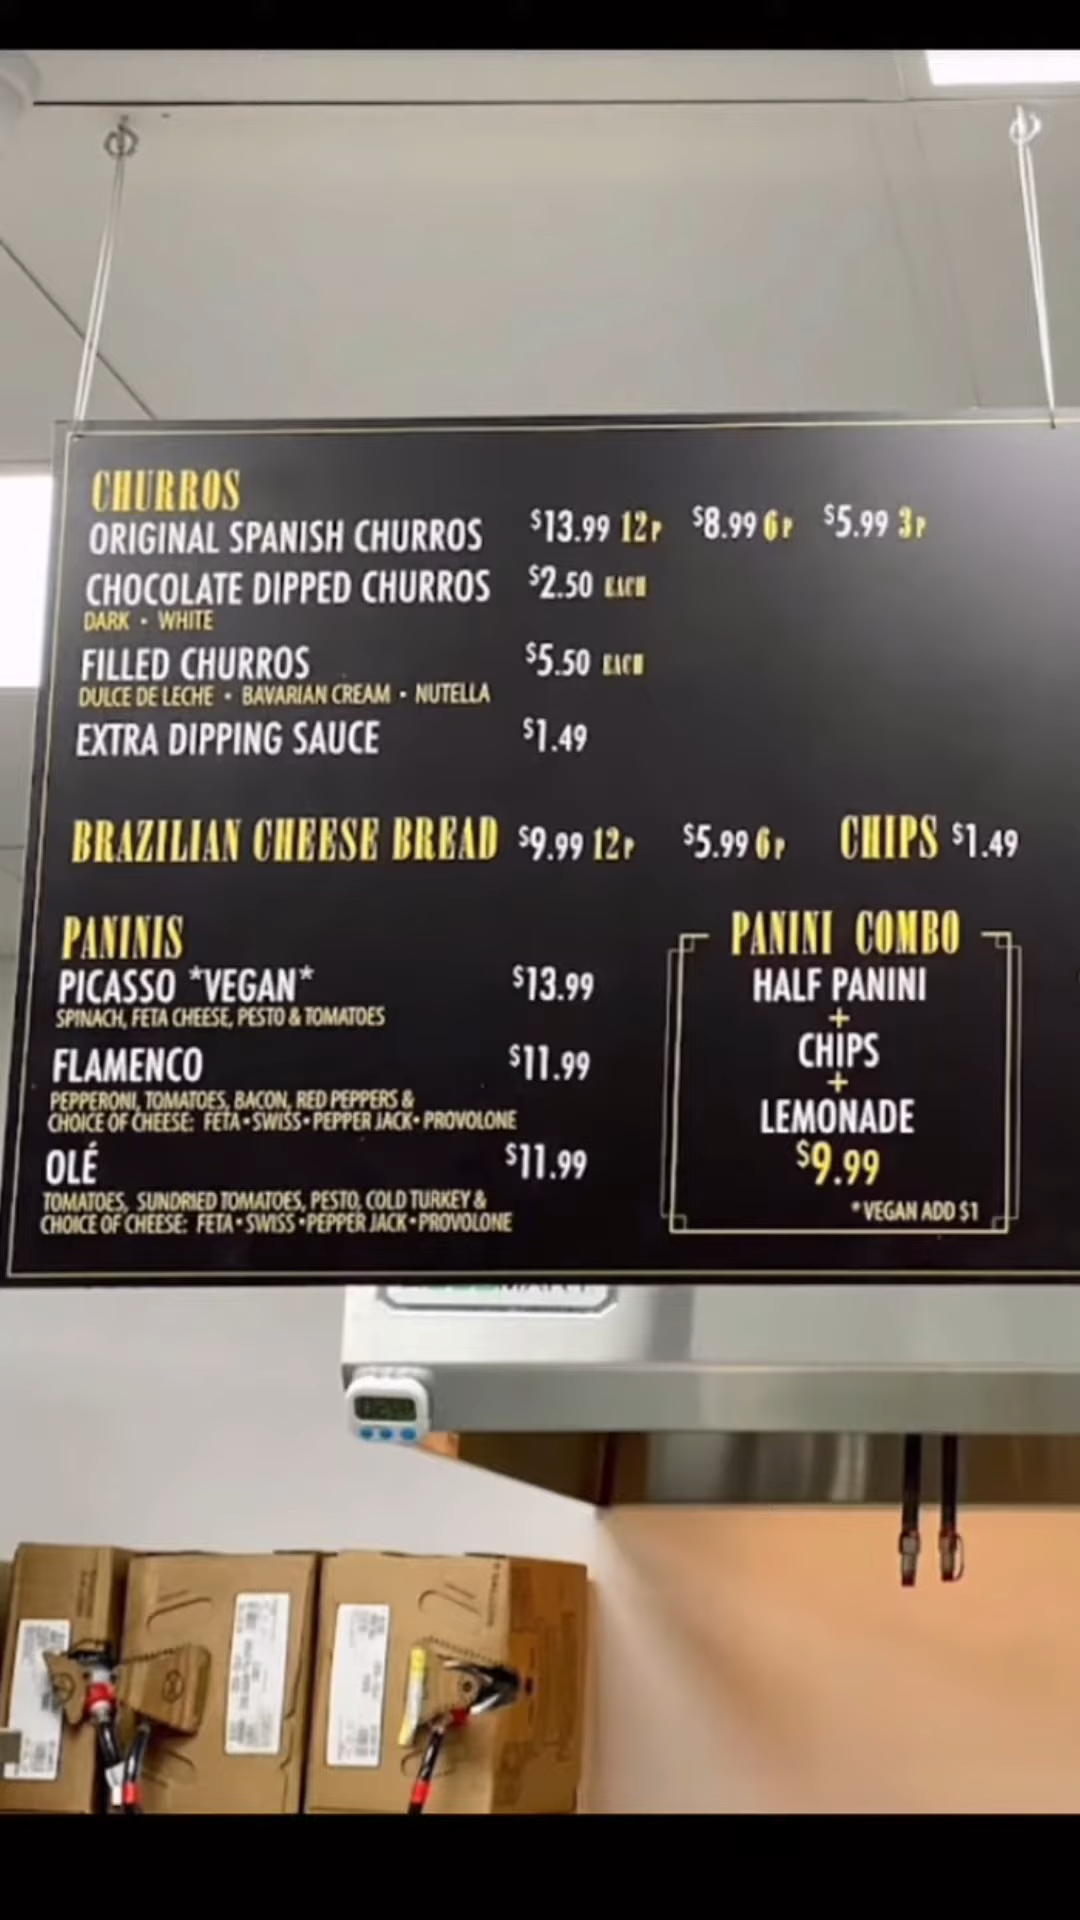 CHURROS
ORIGINAL SPANISH CHURROS $13.99 12P $8.99 6P $5.99 3P
CHOCOLATE DIPPED CHURROS $2.50 EACH
DARK • WHITE
FILLED CHURROS $5.50 EACH
DULCE DE LECHE • BAVARIAN CREAM • NUTELLA
EXTRA DIPPING SAUCE $1.49
BRAZILIAN CHEESE BREAD $9.99 12P $5.99 6P CHIPS $1.49
PANINIS
PICASSO *VEGAN* $13.99
SPINACH, FETA CHEESE, PESTO & TOMATOES
FLAMENCO $11.99
PEPPERONI, TOMATOES, BACON, RED PEPPERS &
CHOICE OF CHEESE: FETA • SWISS • PEPPER JACK • PROVOLONE
OLÉ $11.99
TOMATOES, SUNDRIED TOMATOES, PESTO, COLD TURKEY &
CHOICE OF CHEESE: FETA • SWISS • PEPPER JACK • PROVOLONE
PANINI COMBO
HALF PANINI
+
CHIPS
+
LEMONADE
$9.99
*VEGAN ADD $1